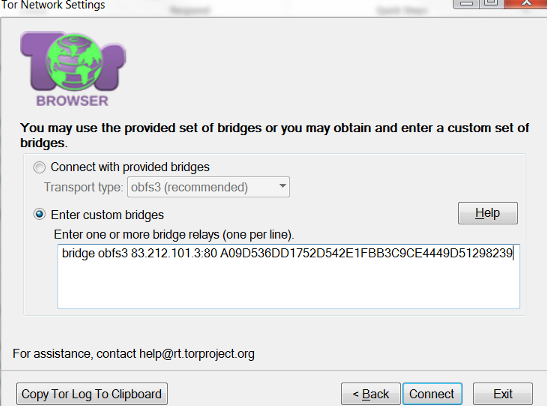 Tor Network Settings
Tor
BROWSER
You may use the provided set of bridges or you may obtain and enter a custom set of
bridges.
Connect with provided bridges
Transport type: obfs3 (recommended)
Enter custom bridges
Help
Enter one or more bridge relays (one per line).
bridge obfs3 83.212.101.3:80 A09D536DD1752D542E1FBB3C9CE4449D51298239
For assistance, contact help@rt.torproject.org
Copy Tor Log To Clipboard
< Back
Connect
Exit